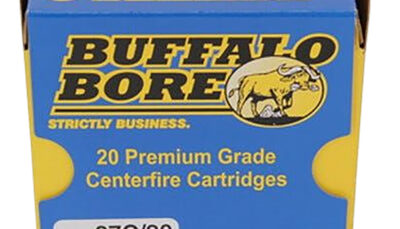 BUFFALO
BORE
STRICTLY BUSINESS.
20 Premium Grade
Centerfire Cartridges